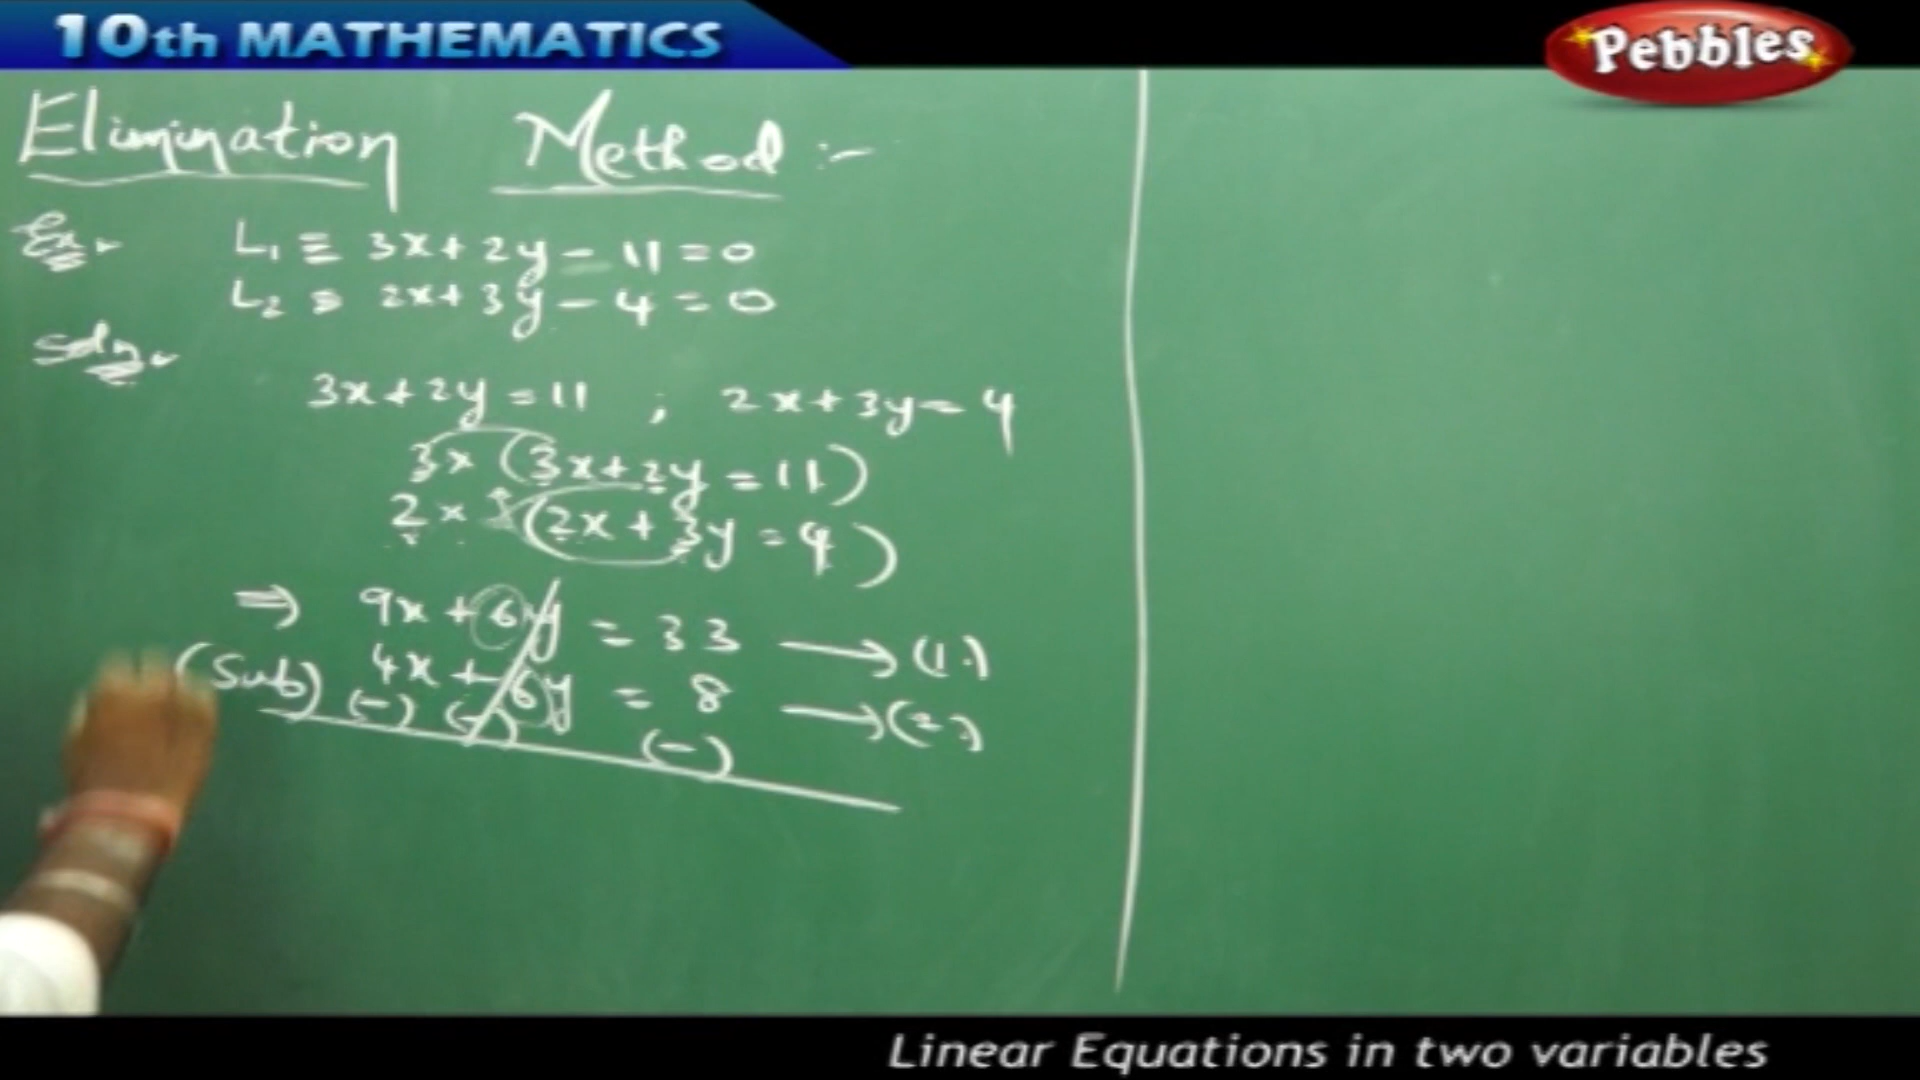 10th MATHEMATICS
Pebbles
Elimination Method :-
Ex.
L₁ ≡ 3x + 2y - 11 = 0
L₂ ≡ 2x + 3y - 4 = 0
Soln.
3x + 2y = 11 ; 2x + 3y = 4
3 × (3x + 2y = 11)
2 × (2x + 3y = 4)
⇒ 9x + 6y = 33 → (1.)
(Sub) 4x + 6y = 8 → (2.)
(-) (-) (-)
Linear Equations in two variables